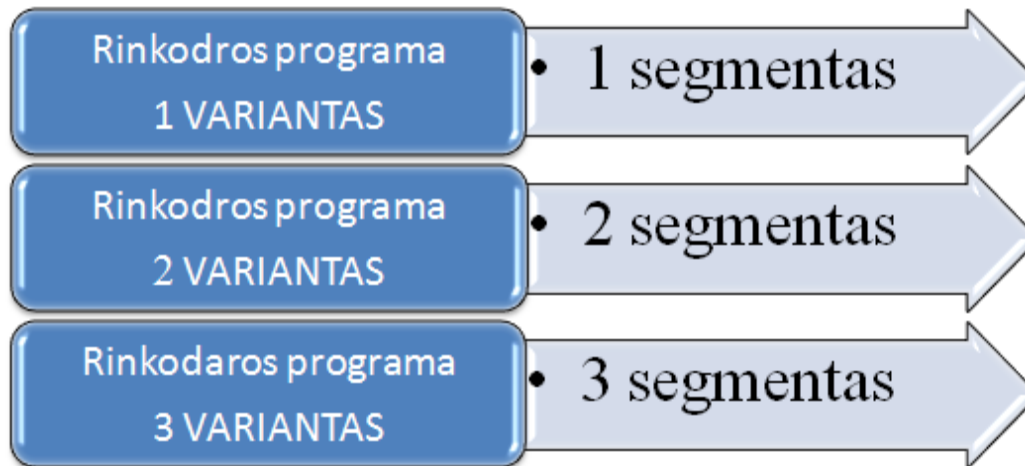 Rinkodros programa
1 VARIANTAS
• 1 segmentas
Rinkodros programa
2 VARIANTAS
• 2 segmentas
Rinkodaros programa
3 VARIANTAS
• 3 segmentas